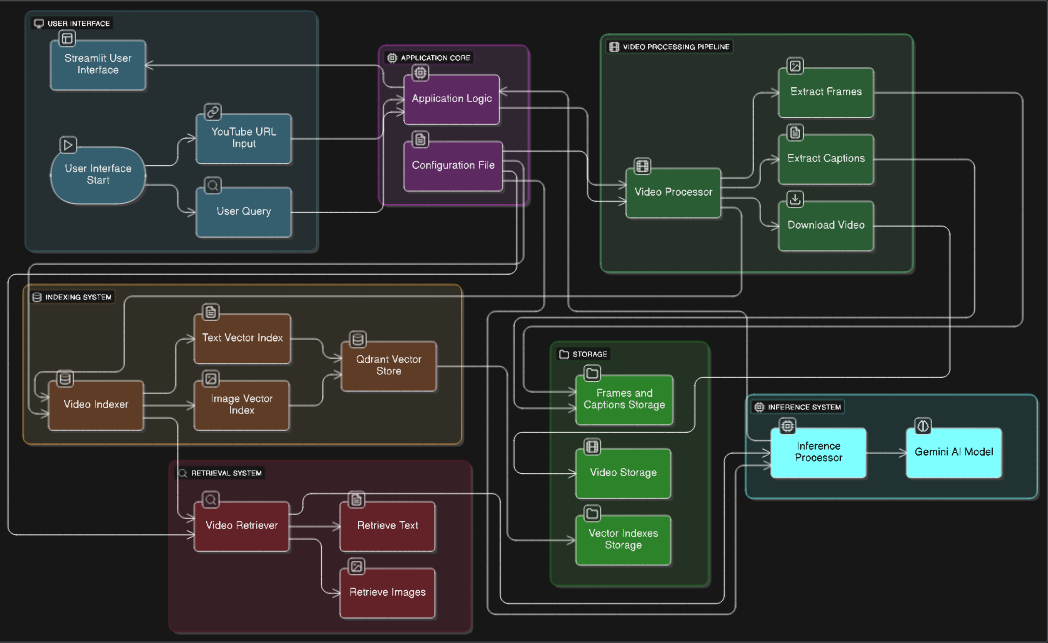 USER INTERFACE
Streamlit User
Interface
YouTube URL
Input
User Interface
Start
User Query
APPLICATION CORE
Application Logic
Configuration File
VIDEO PROCESSING PIPELINE
Extract Frames
Extract Captions
Video Processor
Download Video
INDEXING SYSTEM
Text Vector Index
Qdrant Vector
Store
Video Indexer
Image Vector
Index
STORAGE
Frames and
Captions Storage
Video Storage
Vector Indexes
Storage
INFERENCE SYSTEM
Inference
Processor
Gemini AI Model
RETRIEVAL SYSTEM
Video Retriever
Retrieve Text
Retrieve Images